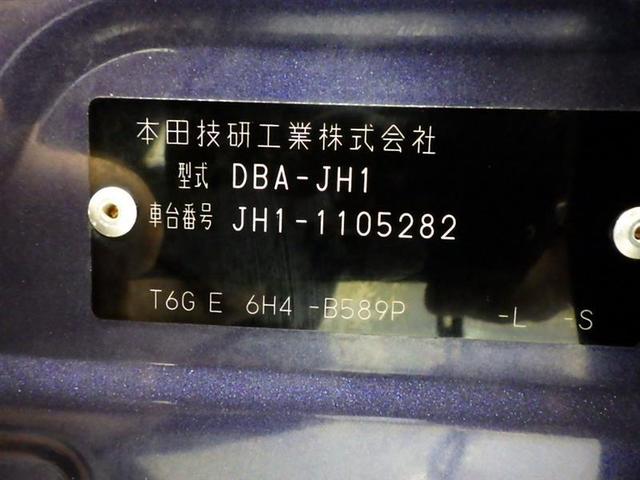 本田技研工業株式会社
型式 DBA-JH1
車台番号 JH1-1105282
T6G E 6H4 -B589P -L -S